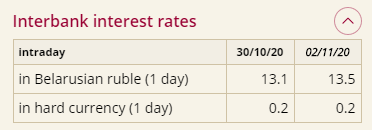 Interbank interest rates
intraday 30/10/20 02/11/20
in Belarusian ruble (1 day) 13.1 13.5
in hard currency (1 day) 0.2 0.2